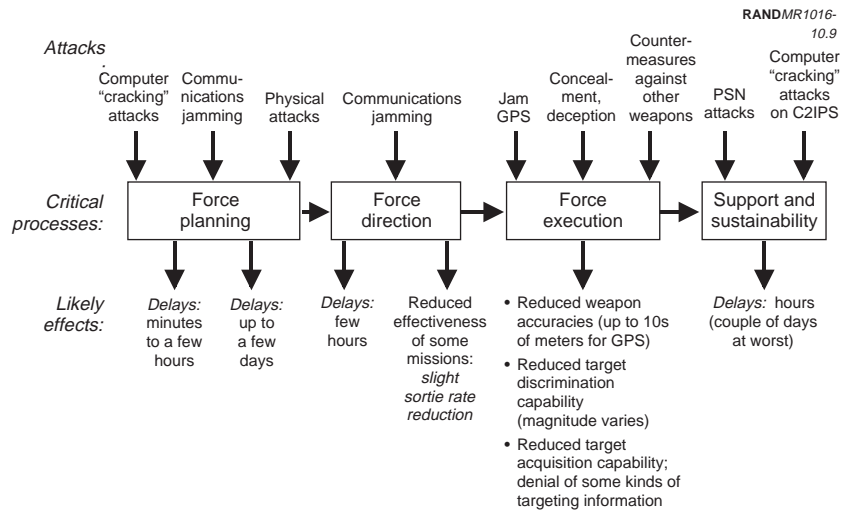 RANDMR1016-
10.9
Attacks
:
Computer
“cracking”
attacks
Commu-
nications
jamming
Physical
attacks
Communications
jamming
Jam
GPS
Conceal-
ment,
deception
Counter-
measures
against
other
weapons
PSN
attacks
Computer
“cracking”
attacks
on C2IPS
Critical
processes:
Force
planning
Force
direction
Force
execution
Support and
sustainability
Likely
effects:
Delays:
minutes
to a few
hours
Delays:
up to
a few
days
Delays:
few
hours
Reduced
effectiveness
of some
missions:
slight
sortie rate
reduction
• Reduced weapon
accuracies (up to 10s
of meters for GPS)
• Reduced target
discrimination
capability
(magnitude varies)
• Reduced target
acquisition capability;
denial of some kinds of
targeting information
Delays: hours
(couple of days
at worst)